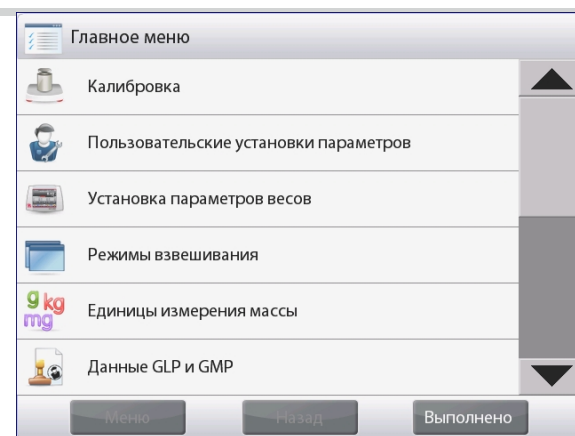 Главное меню
Калибровка
Пользовательские установки параметров
Установка параметров весов
Режимы взвешивания
g kg
mg
Единицы измерения массы
Данные GLP и GMP
Меню
Назад
Выполнено